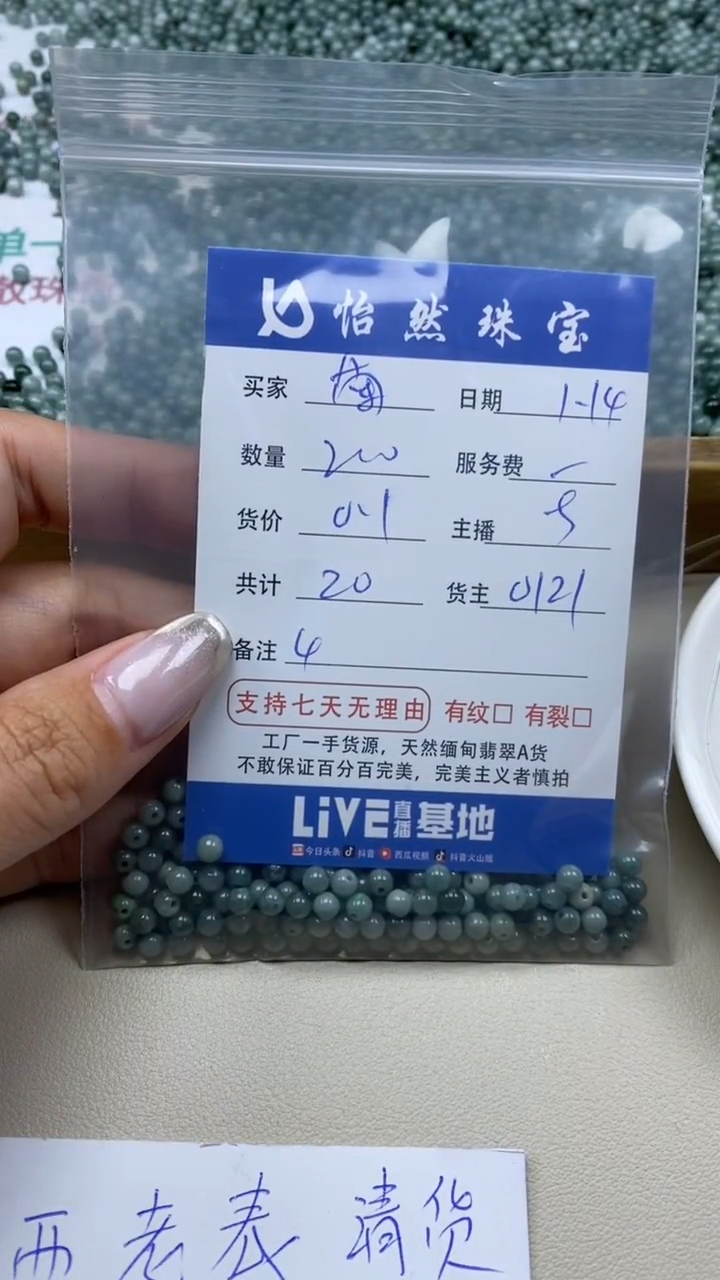 单一
散珠
怡然珠宝
买家 日期 1-14
数量 200 服务费
货价 0.1 主播
共计 20 货主 0121
备注 4
支持七天无理由 有纹□ 有裂□
工厂一手货源，天然缅甸翡翠A货
不敢保证百分百完美，完美主义者慎拍
LiVE直播基地
今日头条 抖音 西瓜视频 抖音火山版
西老表 清货